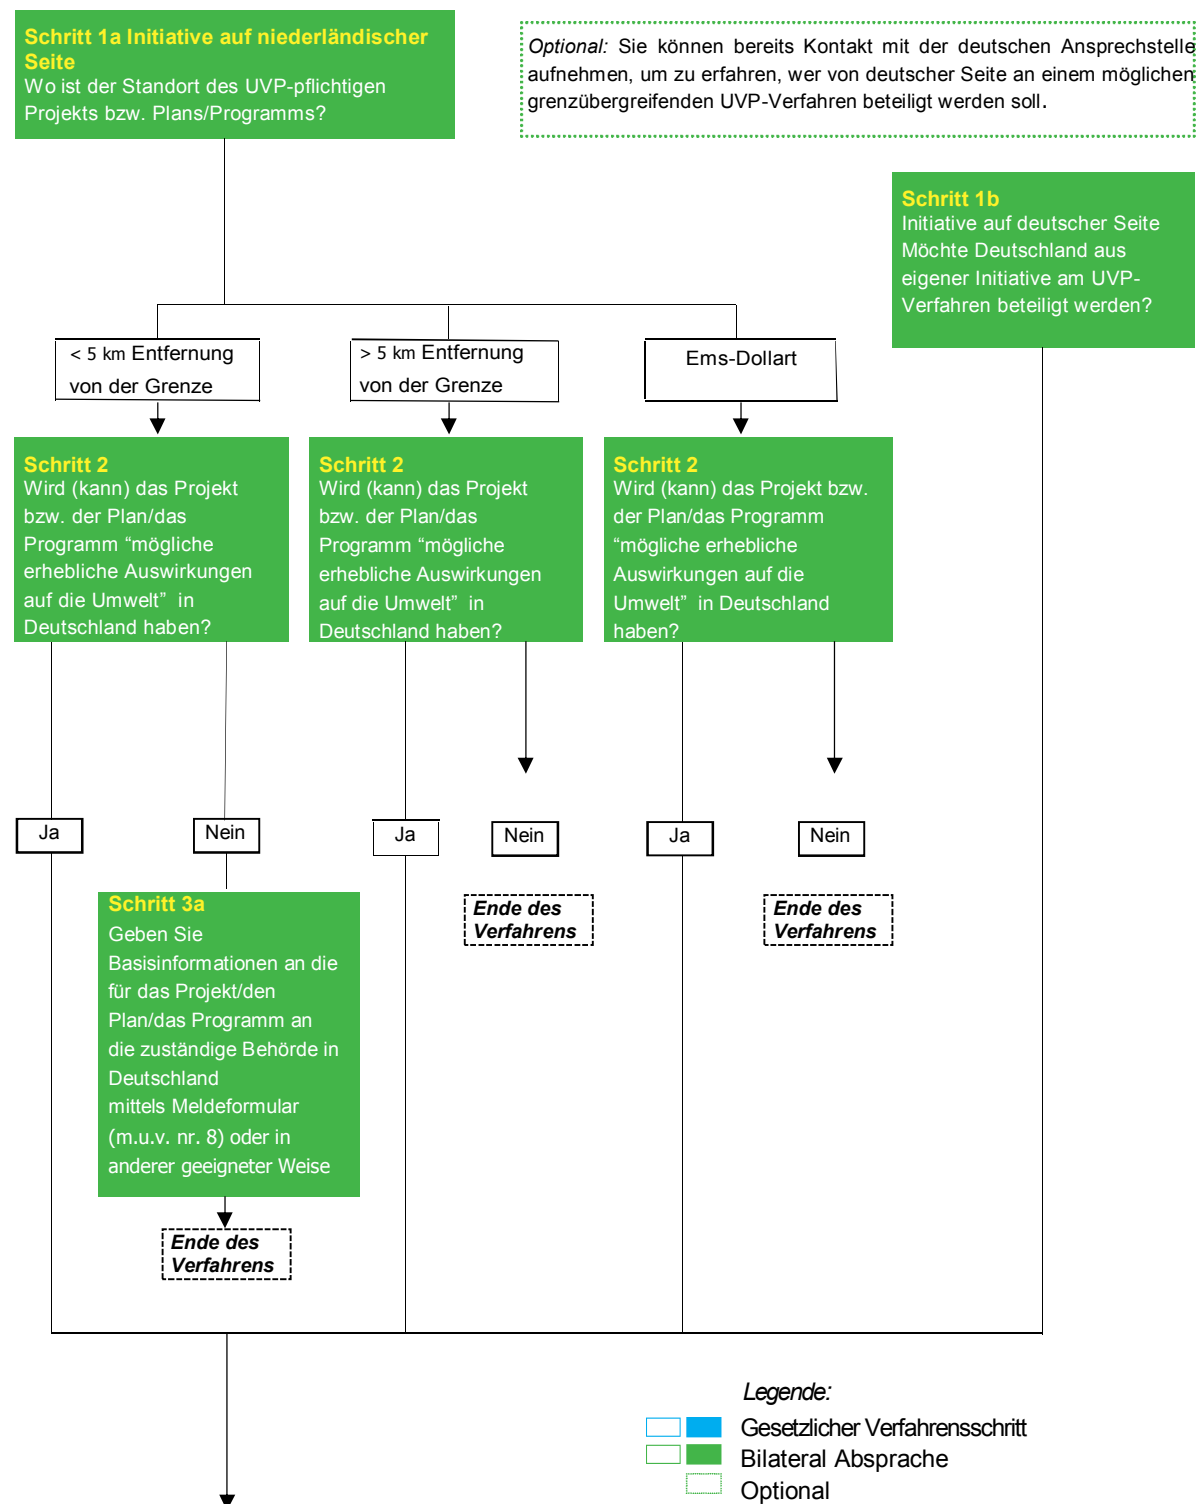 Schritt 1a Initiative auf niederländischer
Seite
Wo ist der Standort des UVP-pflichtigen
Projekts bzw. Plans/Programms?
Optional: Sie können bereits Kontakt mit der deutschen Ansprechstelle
aufnehmen, um zu erfahren, wer von deutscher Seite an einem möglichen
grenzübergreifenden UVP-Verfahren beteiligt werden soll.
Schritt 1b
Initiative auf deutscher Seite
Möchte Deutschland aus
eigener Initiative am UVP-
Verfahren beteiligt werden?
< 5 km Entfernung
von der Grenze
> 5 km Entfernung
von der Grenze
Ems-Dollart
Schritt 2
Wird (kann) das Projekt
bzw. der Plan/das
Programm “mögliche
erhebliche Auswirkungen
auf die Umwelt” in
Deutschland haben?
Schritt 2
Wird (kann) das Projekt
bzw. der Plan/das
Programm “mögliche
erhebliche Auswirkungen
auf die Umwelt” in
Deutschland haben?
Schritt 2
Wird (kann) das Projekt bzw.
der Plan/das Programm
“mögliche erhebliche
Auswirkungen auf die
Umwelt” in Deutschland
haben?
Ja
Nein
Ja
Nein
Ja
Nein
Schritt 3a
Geben Sie
Basisinformationen an die
für das Projekt/den
Plan/das Programm an
die zuständige Behörde in
Deutschland
mittels Meldeformular
(m.u.v. nr. 8) oder in
anderer geeigneter Weise
Ende des
Verfahrens
Ende des
Verfahrens
Ende des
Verfahrens
Legende:
Gesetzlicher Verfahrensschritt
Bilateral Absprache
Optional